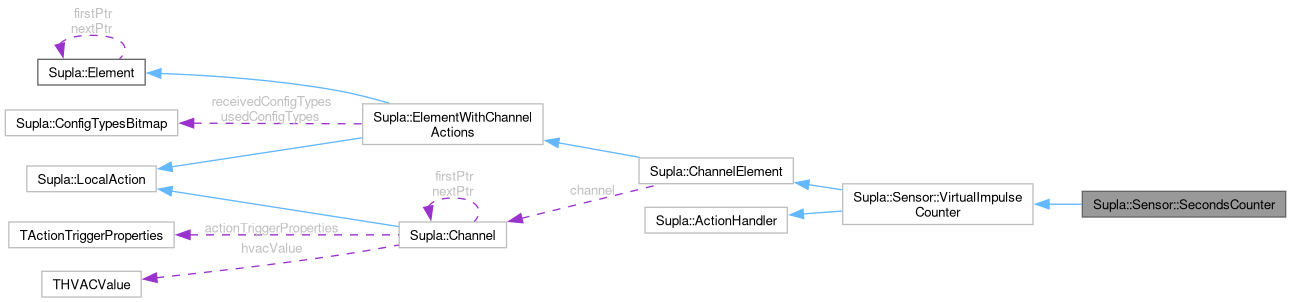 firstPtr
nextPtr
Supla::Element
receivedConfigTypes
usedConfigTypes
Supla::ConfigTypesBitmap
Supla::ElementWithChannel
Actions
Supla::LocalAction
firstPtr
nextPtr
channel
Supla::ChannelElement
Supla::Sensor::VirtualImpulse
Counter
Supla::Sensor::SecondsCounter
Supla::ActionHandler
TActionTriggerProperties
actionTriggerProperties
hvacValue
Supla::Channel
THVACValue